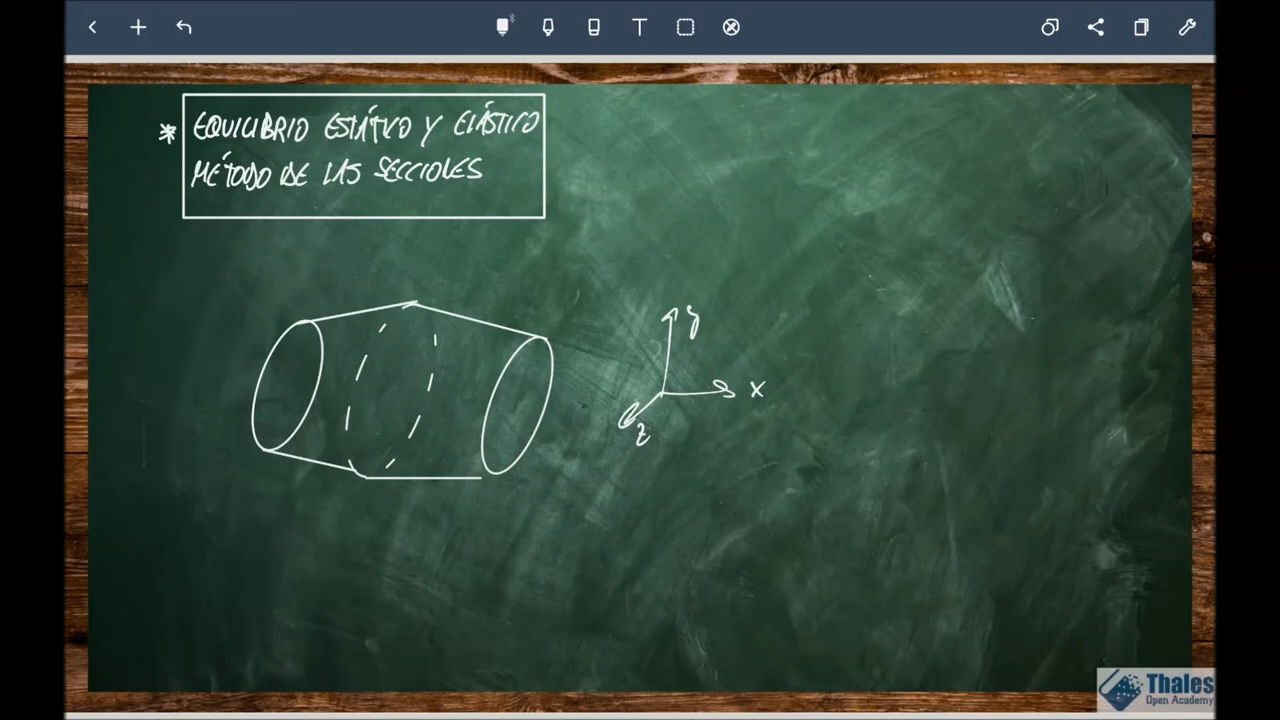 * EQUILIBRIO ESTÁTICO Y ELÁSTICO
MÉTODO DE LAS SECCIONES
y
x
z
T
Thales
Open Academy